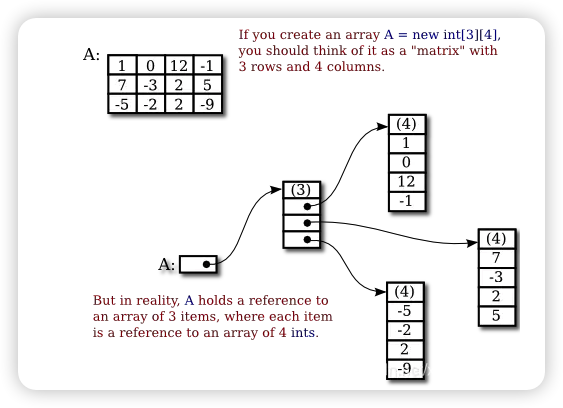 If you create an array A = new int[3][4],
you should think of it as a "matrix" with
3 rows and 4 columns.
A:
1 0 12 -1
7 -3 2 5
-5 -2 2 -9
(4)
1
0
12
-1
(3)
A:
(4)
7
-3
2
5
(4)
-5
-2
2
-9
But in reality, A holds a reference to
an array of 3 items, where each item
is a reference to an array of 4 ints.